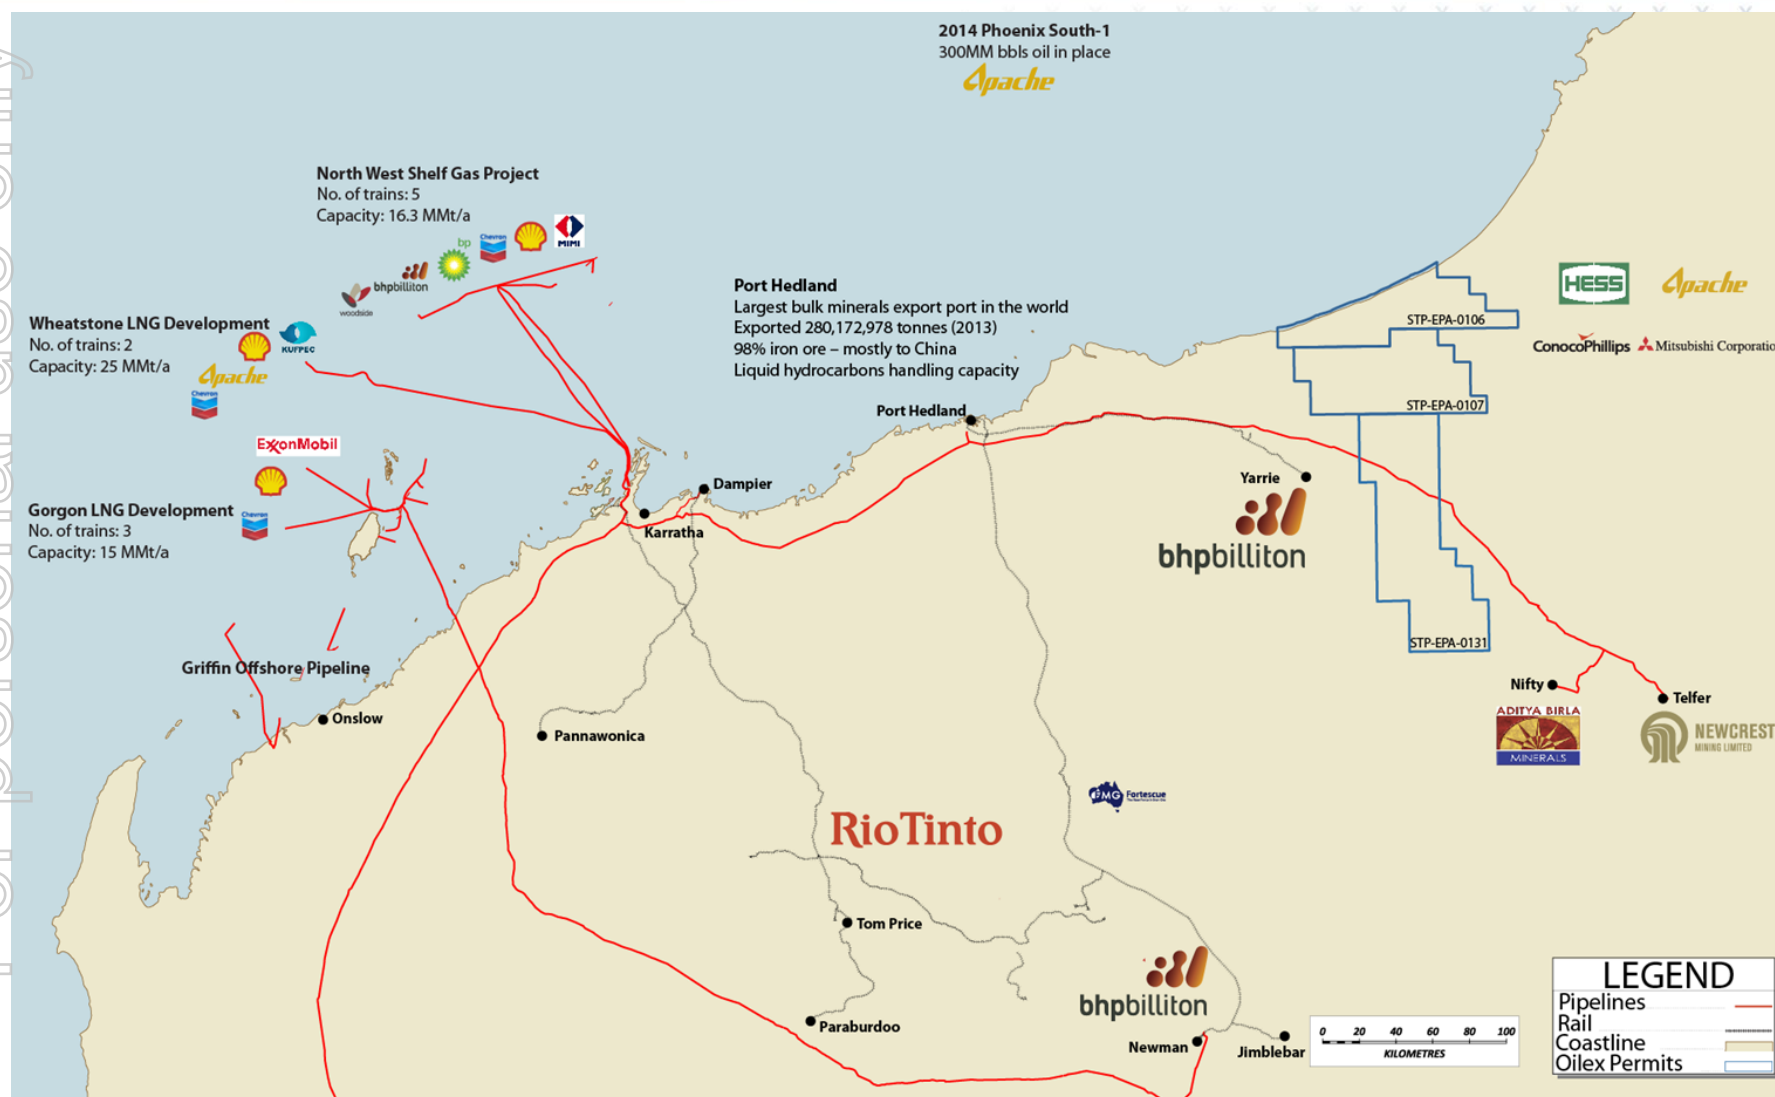 2014 Phoenix South-1
300MM bbls oil in place
Apache
North West Shelf Gas Project
No. of trains: 5
Capacity: 16.3 MMt/a
MIMI
Chevron
bp
bhpbilliton
woodside
Wheatstone LNG Development
No. of trains: 2
Capacity: 25 MMt/a
KUFPEC
Apache
Chevron
ExxonMobil
Gorgon LNG Development
No. of trains: 3
Capacity: 15 MMt/a
Chevron
Port Hedland
Largest bulk minerals export port in the world
Exported 280,172,978 tonnes (2013)
98% iron ore – mostly to China
Liquid hydrocarbons handling capacity
HESS
Apache
ConocoPhillips
Mitsubishi Corporatio
STP-EPA-0106
STP-EPA-0107
STP-EPA-0131
Port Hedland
Yarrie
bhpbilliton
Dampier
Karratha
Griffin Offshore Pipeline
Onslow
Pannawonica
Nifty
ADITYA BIRLA
MINERALS
Telfer
NEWCREST
MINING LIMITED
FMG Fortescue
RioTinto
Tom Price
Paraburdoo
bhpbilliton
Newman
Jimblebar
0 20 40 60 80 100
KILOMETRES
LEGEND
Pipelines
Rail
Coastline
Oilex Permits